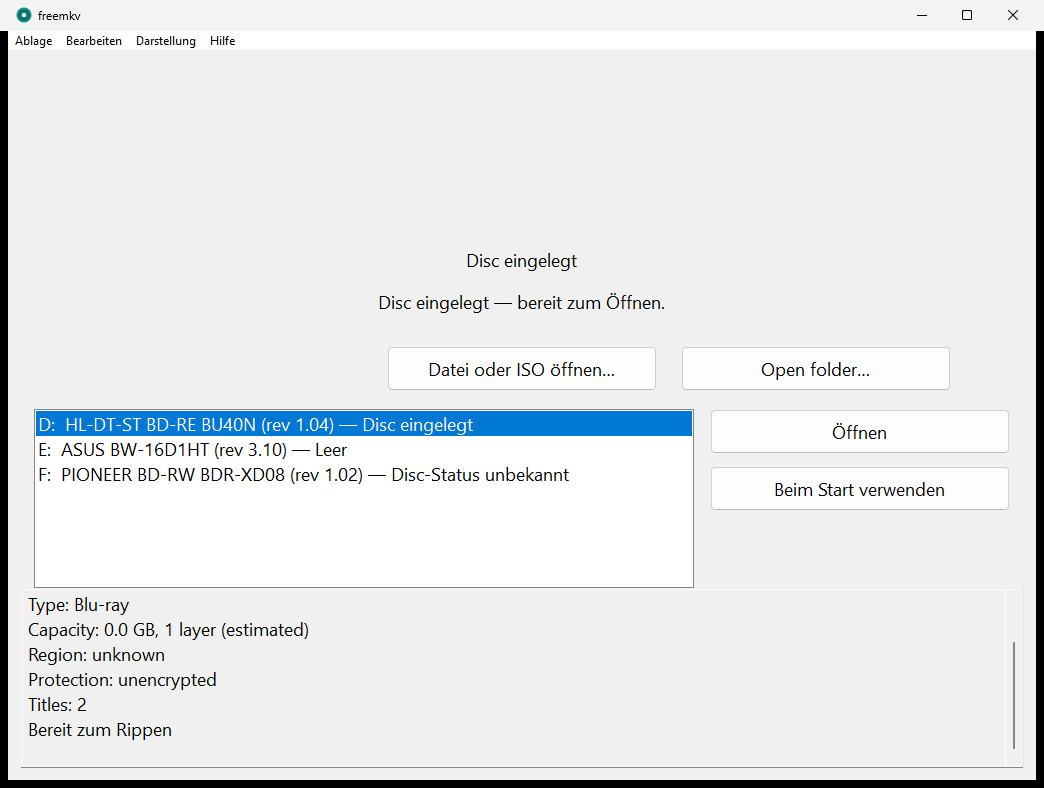 freemkv
Ablage Bearbeiten Darstellung Hilfe
Disc eingelegt
Disc eingelegt — bereit zum Öffnen.
Datei oder ISO öffnen... Open folder...
D: HL-DT-ST BD-RE BU40N (rev 1.04) — Disc eingelegt
E: ASUS BW-16D1HT (rev 3.10) — Leer
F: PIONEER BD-RW BDR-XD08 (rev 1.02) — Disc-Status unbekannt
Öffnen
Beim Start verwenden
Type: Blu-ray
Capacity: 0.0 GB, 1 layer (estimated)
Region: unknown
Protection: unencrypted
Titles: 2
Bereit zum Rippen